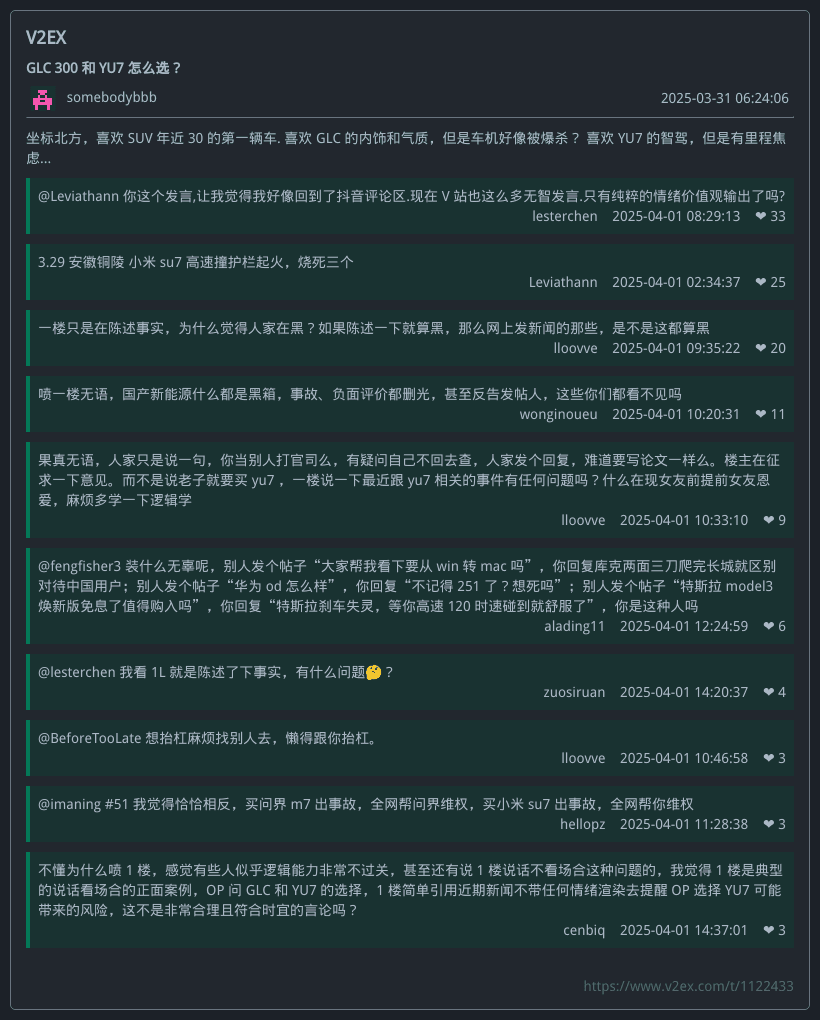 V2EX
GLC 300 和 YU7 怎么选？
somebodybbb
2025-03-31 06:24:06
坐标北方，喜欢 SUV 年近 30 的第一辆车. 喜欢 GLC 的内饰和气质，但是车机好像被爆杀？ 喜欢 YU7 的智驾，但是有里程焦
虑...
@Leviathann 你这个发言,让我觉得我好像回到了抖音评论区.现在 V 站也这么多无智发言.只有纯粹的情绪价值观输出了吗?
lesterchen 2025-04-01 08:29:13 ❤ 33
3.29 安徽铜陵 小米 su7 高速撞护栏起火，烧死三个
Leviathann 2025-04-01 02:34:37 ❤ 25
一楼只是在陈述事实，为什么觉得人家在黑？如果陈述一下就算黑，那么网上发新闻的那些，是不是这都算黑
lloovve 2025-04-01 09:35:22 ❤ 20
喷一楼无语，国产新能源什么都是黑箱，事故、负面评价都删光，甚至反告发帖人，这些你们都看不见吗
wonginoueu 2025-04-01 10:20:31 ❤ 11
果真无语，人家只是说一句，你当别人打官司么，有疑问自己不回去查，人家发个回复，难道要写论文一样么。楼主在征
求一下意见。而不是说老子就要买 yu7 ，一楼说一下最近跟 yu7 相关的事件有任何问题吗？什么在现女友前提前女友恩
爱，麻烦多学一下逻辑学
lloovve 2025-04-01 10:33:10 ❤ 9
@fengfisher3 装什么无辜呢，别人发个帖子“大家帮我看下要从 win 转 mac 吗”，你回复库克两面三刀爬完长城就区别
对待中国用户；别人发个帖子“华为 od 怎么样”，你回复“不记得 251 了？想死吗”；别人发个帖子“特斯拉 model3
焕新版免息了值得购入吗”，你回复“特斯拉刹车失灵，等你高速 120 时速碰到就舒服了”，你是这种人吗
alading11 2025-04-01 12:24:59 ❤ 6
@lesterchen 我看 1L 就是陈述了下事实，有什么问题🤔？
zuosiruan 2025-04-01 14:20:37 ❤ 4
@BeforeTooLate 想抬杠麻烦找别人去，懒得跟你抬杠。
lloovve 2025-04-01 10:46:58 ❤ 3
@imaning #51 我觉得恰恰相反，买问界 m7 出事故，全网帮问界维权，买小米 su7 出事故，全网帮你维权
hellopz 2025-04-01 11:28:38 ❤ 3
不懂为什么喷 1 楼，感觉有些人似乎逻辑能力非常不过关，甚至还有说 1 楼说话不看场合这种问题的，我觉得 1 楼是典型
的说话看场合的正面案例，OP 问 GLC 和 YU7 的选择，1 楼简单引用近期新闻不带任何情绪渲染去提醒 OP 选择 YU7 可能
带来的风险，这不是非常合理且符合时宜的言论吗？
cenbiq 2025-04-01 14:37:01 ❤ 3
https://www.v2ex.com/t/1122433